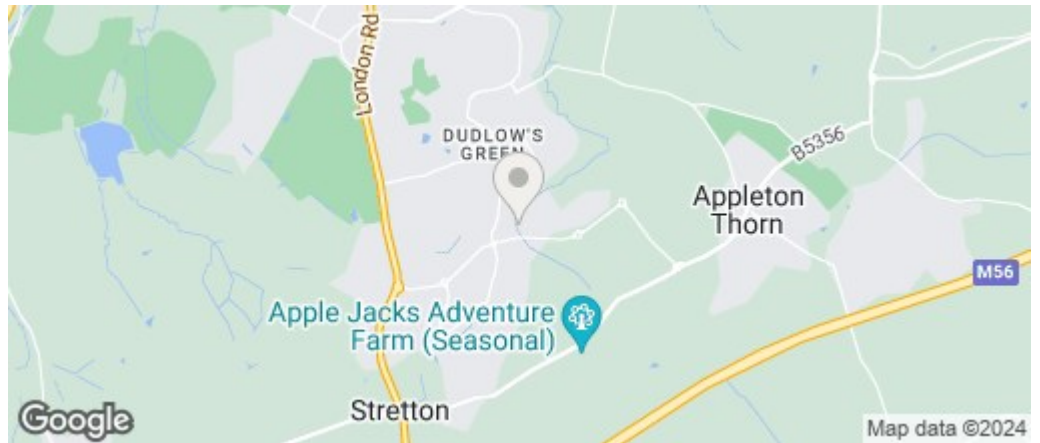 London Rd
DUDLOW'S
GREEN
B5356
Appleton
Thorn
M56
Apple Jacks Adventure
Farm (Seasonal)
Stretton
Google
Map data ©2024